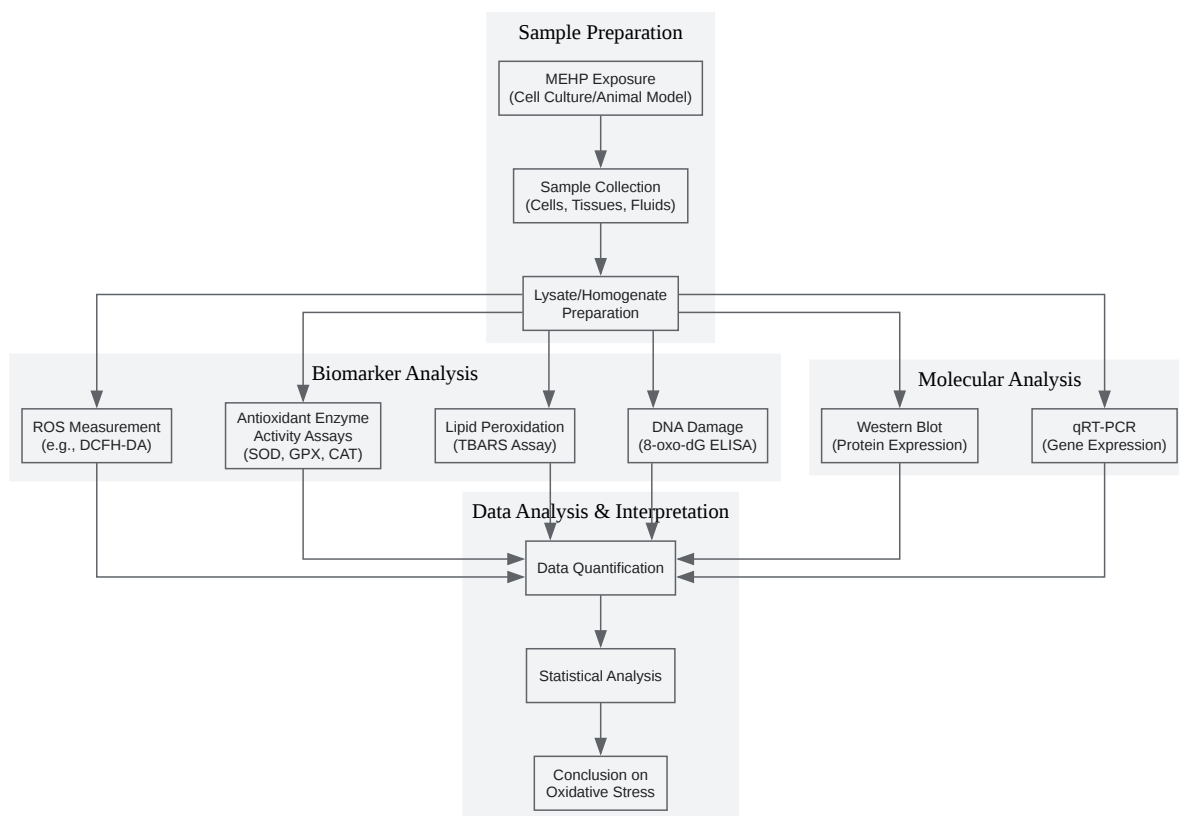 Sample Preparation
MEHP Exposure
(Cell Culture/Animal Model)
Sample Collection
(Cells, Tissues, Fluids)
Lysate/Homogenate
Preparation
Biomarker Analysis
Molecular Analysis
ROS Measurement
(e.g., DCFH-DA)
Antioxidant Enzyme
Activity Assays
(SOD, GPX, CAT)
Lipid Peroxidation
(TBARS Assay)
DNA Damage
(8-oxo-dG ELISA)
Western Blot
(Protein Expression)
qRT-PCR
(Gene Expression)
Data Analysis & Interpretation
Data Quantification
Statistical Analysis
Conclusion on
Oxidative Stress